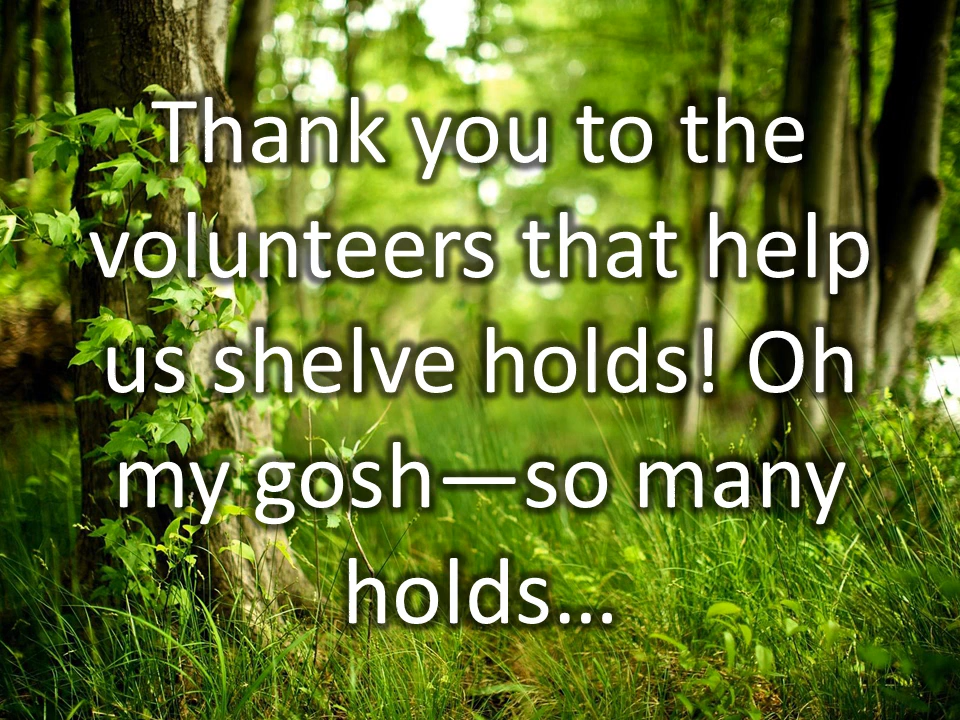 Thank you to the
volunteers that help
us shelve holds! Oh
my gosh—so many
holds...